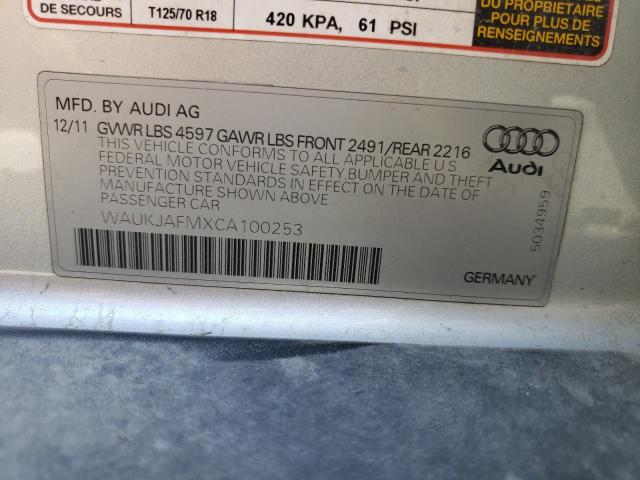 DE SECOURS T125/70 R18 420 KPA, 61 PSI
DU PROPRIETAIRE
POUR PLUS DE
RENSEIGNEMENTS
MFD. BY AUDI AG
12/11 GVWR LBS 4597 GAWR LBS FRONT 2491/REAR 2216
THIS VEHICLE CONFORMS TO ALL APPLICABLE U S
FEDERAL MOTOR VEHICLE SAFETY, BUMPER AND THEFT
PREVENTION STANDARDS IN EFFECT ON THE DATE OF
MANUFACTURE SHOWN ABOVE
PASSENGER CAR
WAUKJAFMXCA100253
Audi
5034959
GERMANY